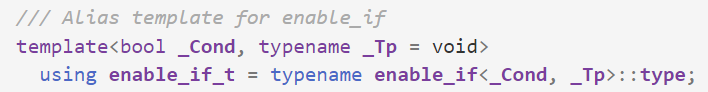 /// Alias template for enable_if
template<bool _Cond, typename _Tp = void>
  using enable_if_t = typename enable_if<_Cond, _Tp>::type;